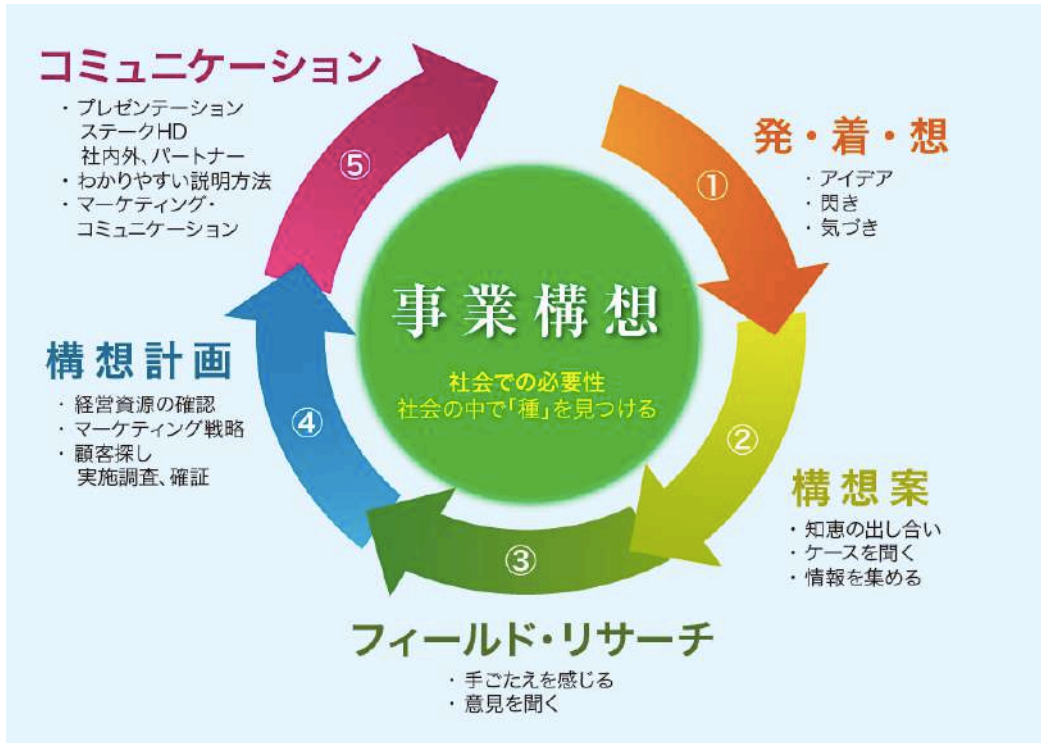 事業構想
社会での必要性
社会の中で「種」を見つける
①
発・着・想
・アイデア
・閃き
・気づき
②
構想案
・知恵の出し合い
・ケースを聞く
・情報を集める
③
フィールド・リサーチ
・手ごたえを感じる
・意見を聞く
④
構想計画
・経営資源の確認
・マーケティング戦略
・顧客探し
実施調査、確証
⑤
コミュニケーション
・プレゼンテーション
ステークHD
社内外、パートナー
・わかりやすい説明方法
・マーケティング・
コミュニケーション